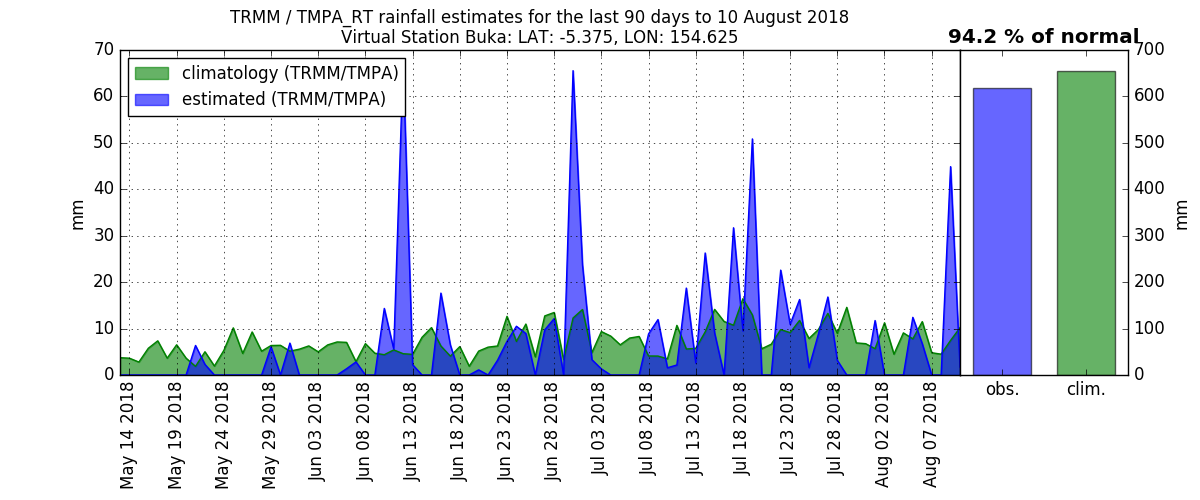 TRMM / TMPA_RT rainfall estimates for the last 90 days to 10 August 2018
Virtual Station Buka: LAT: -5.375, LON: 154.625
94.2 % of normal
climatology (TRMM/TMPA)
estimated (TRMM/TMPA)
70
60
50
40
30
20
10
0
mm
700
600
500
400
300
200
100
0
mm
May 14 2018
May 19 2018
May 24 2018
May 29 2018
Jun 03 2018
Jun 08 2018
Jun 13 2018
Jun 18 2018
Jun 23 2018
Jun 28 2018
Jul 03 2018
Jul 08 2018
Jul 13 2018
Jul 18 2018
Jul 23 2018
Jul 28 2018
Aug 02 2018
Aug 07 2018
obs.
clim.